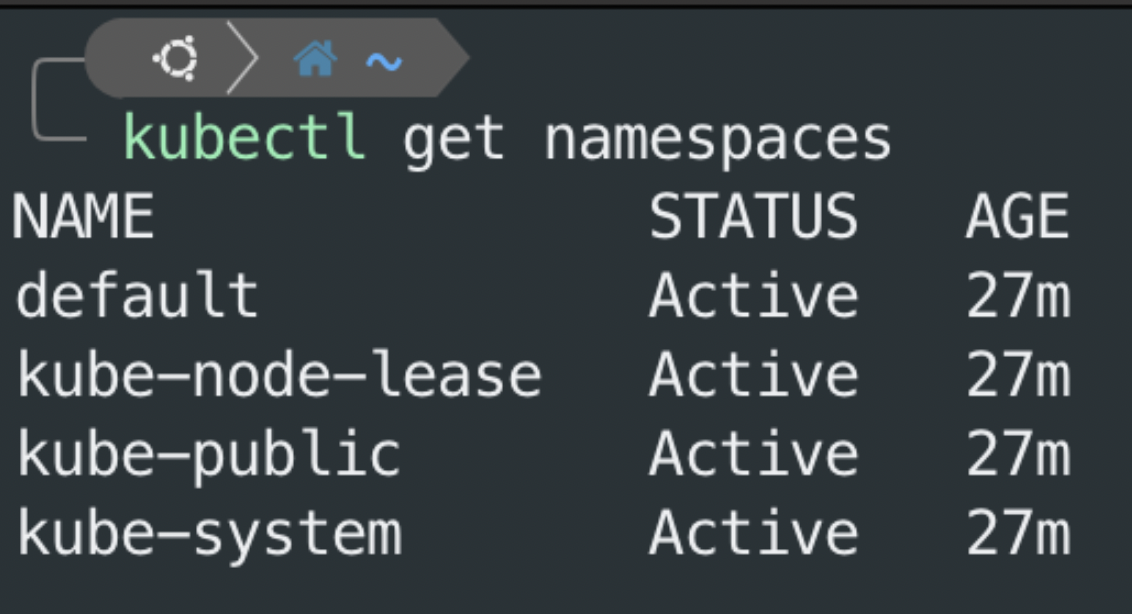 ~
kubectl get namespaces
NAME STATUS AGE
default Active 27m
kube-node-lease Active 27m
kube-public Active 27m
kube-system Active 27m